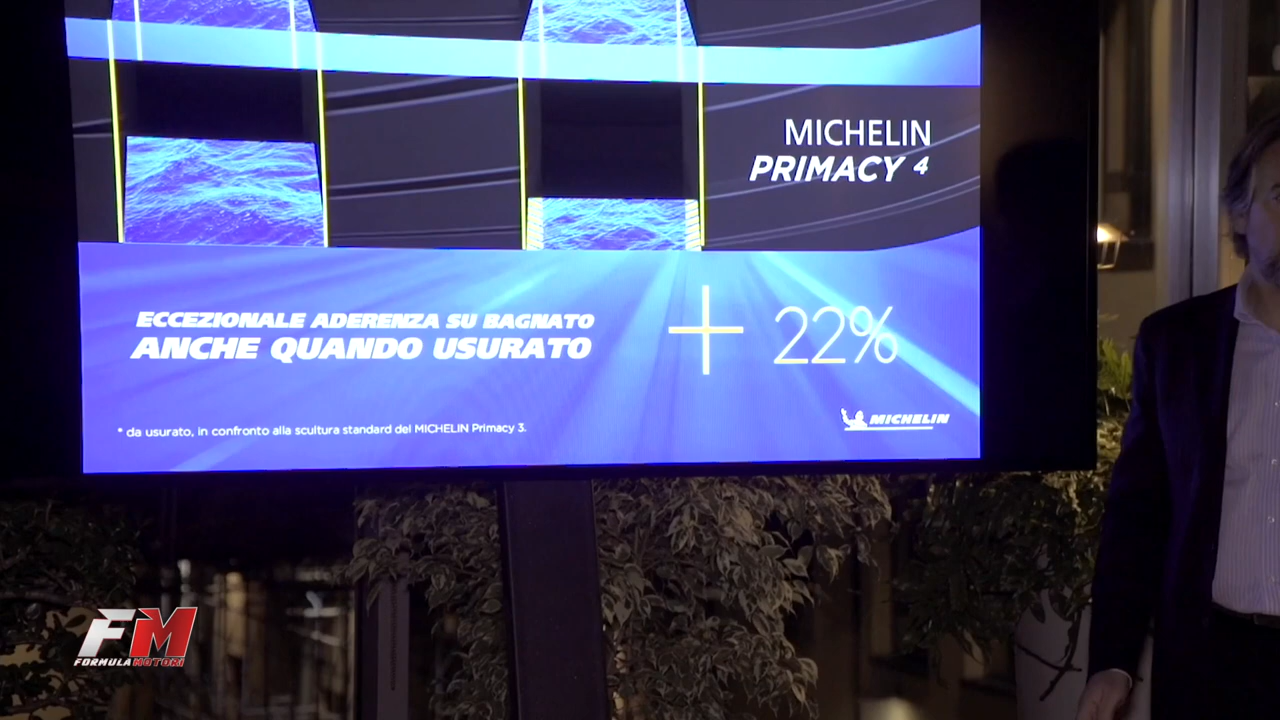 MICHELIN
PRIMACY 4
ECCEZIONALE ADERENZA SU BAGNATO
ANCHE QUANDO USURATO
+ 22%
* da usurato, in confronto alla scultura standard del MICHELIN Primacy 3.
MICHELIN
FM
FORMULA MOTORI